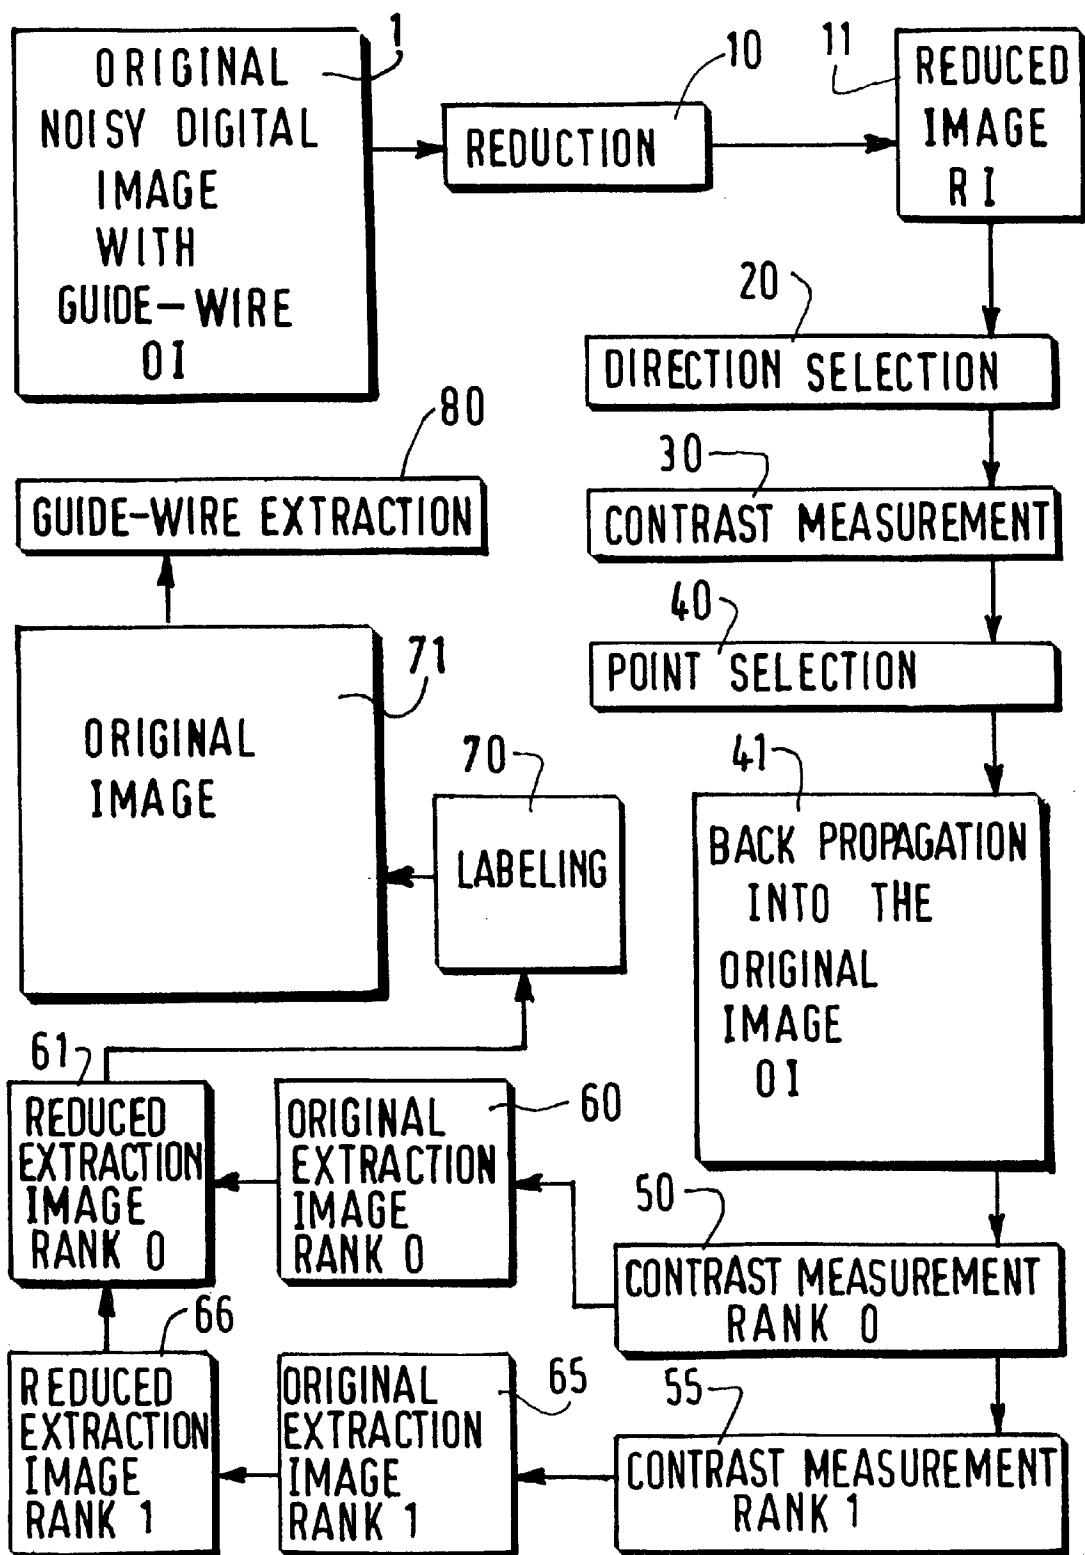 1
ORIGINAL
NOISY DIGITAL
IMAGE
WITH
GUIDE-WIRE
OI
10
REDUCTION
11
REDUCED
IMAGE
RI
20
DIRECTION SELECTION
30
CONTRAST MEASUREMENT
40
POINT SELECTION
41
BACK PROPAGATION
INTO THE
ORIGINAL
IMAGE
OI
50
CONTRAST MEASUREMENT
RANK 0
55
CONTRAST MEASUREMENT
RANK 1
60
ORIGINAL
EXTRACTION
IMAGE
RANK 0
61
REDUCED
EXTRACTION
IMAGE
RANK 0
65
ORIGINAL
EXTRACTION
IMAGE
RANK 1
66
REDUCED
EXTRACTION
IMAGE
RANK 1
70
LABELING
71
ORIGINAL
IMAGE
80
GUIDE-WIRE EXTRACTION